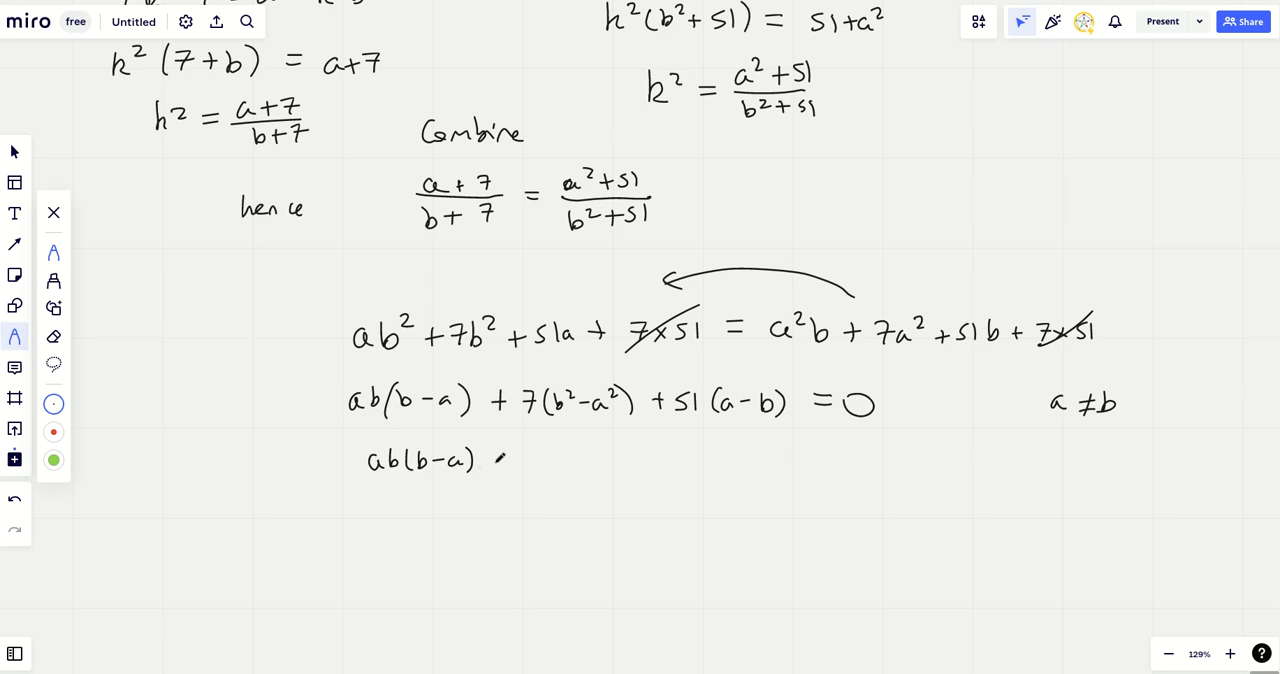 miro free Untitled Present Share
k² (7+b) = a+7
k²(b²+51) = 51+a²
k² = a+7 / b+7
k² = a²+51 / b²+51
Combine
hence a+7 / b+7 = a²+51 / b²+51
ab² + 7b² + 51a + 7×51 = a²b + 7a² + 51b + 7×51
ab(b-a) + 7(b²-a²) + 51(a-b) = 0 a ≠ b
ab(b-a)
129%